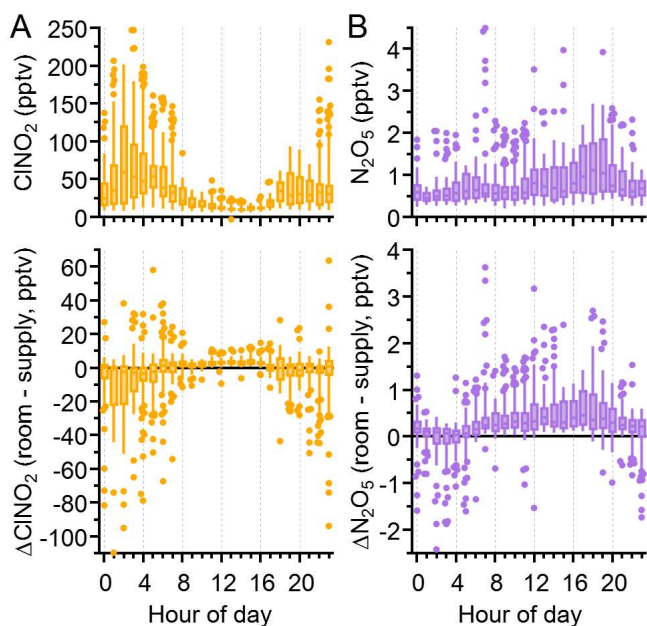 A
B
ClNO2 (pptv)
250
200
150
100
50
0
N2O5 (pptv)
4
3
2
1
0
ΔClNO2 (room - supply, pptv)
60
40
20
0
-20
-40
-60
-80
-100
ΔN2O5 (room - supply, pptv)
4
3
2
1
0
-1
-2
0 4 8 12 16 20
0 4 8 12 16 20
Hour of day
Hour of day